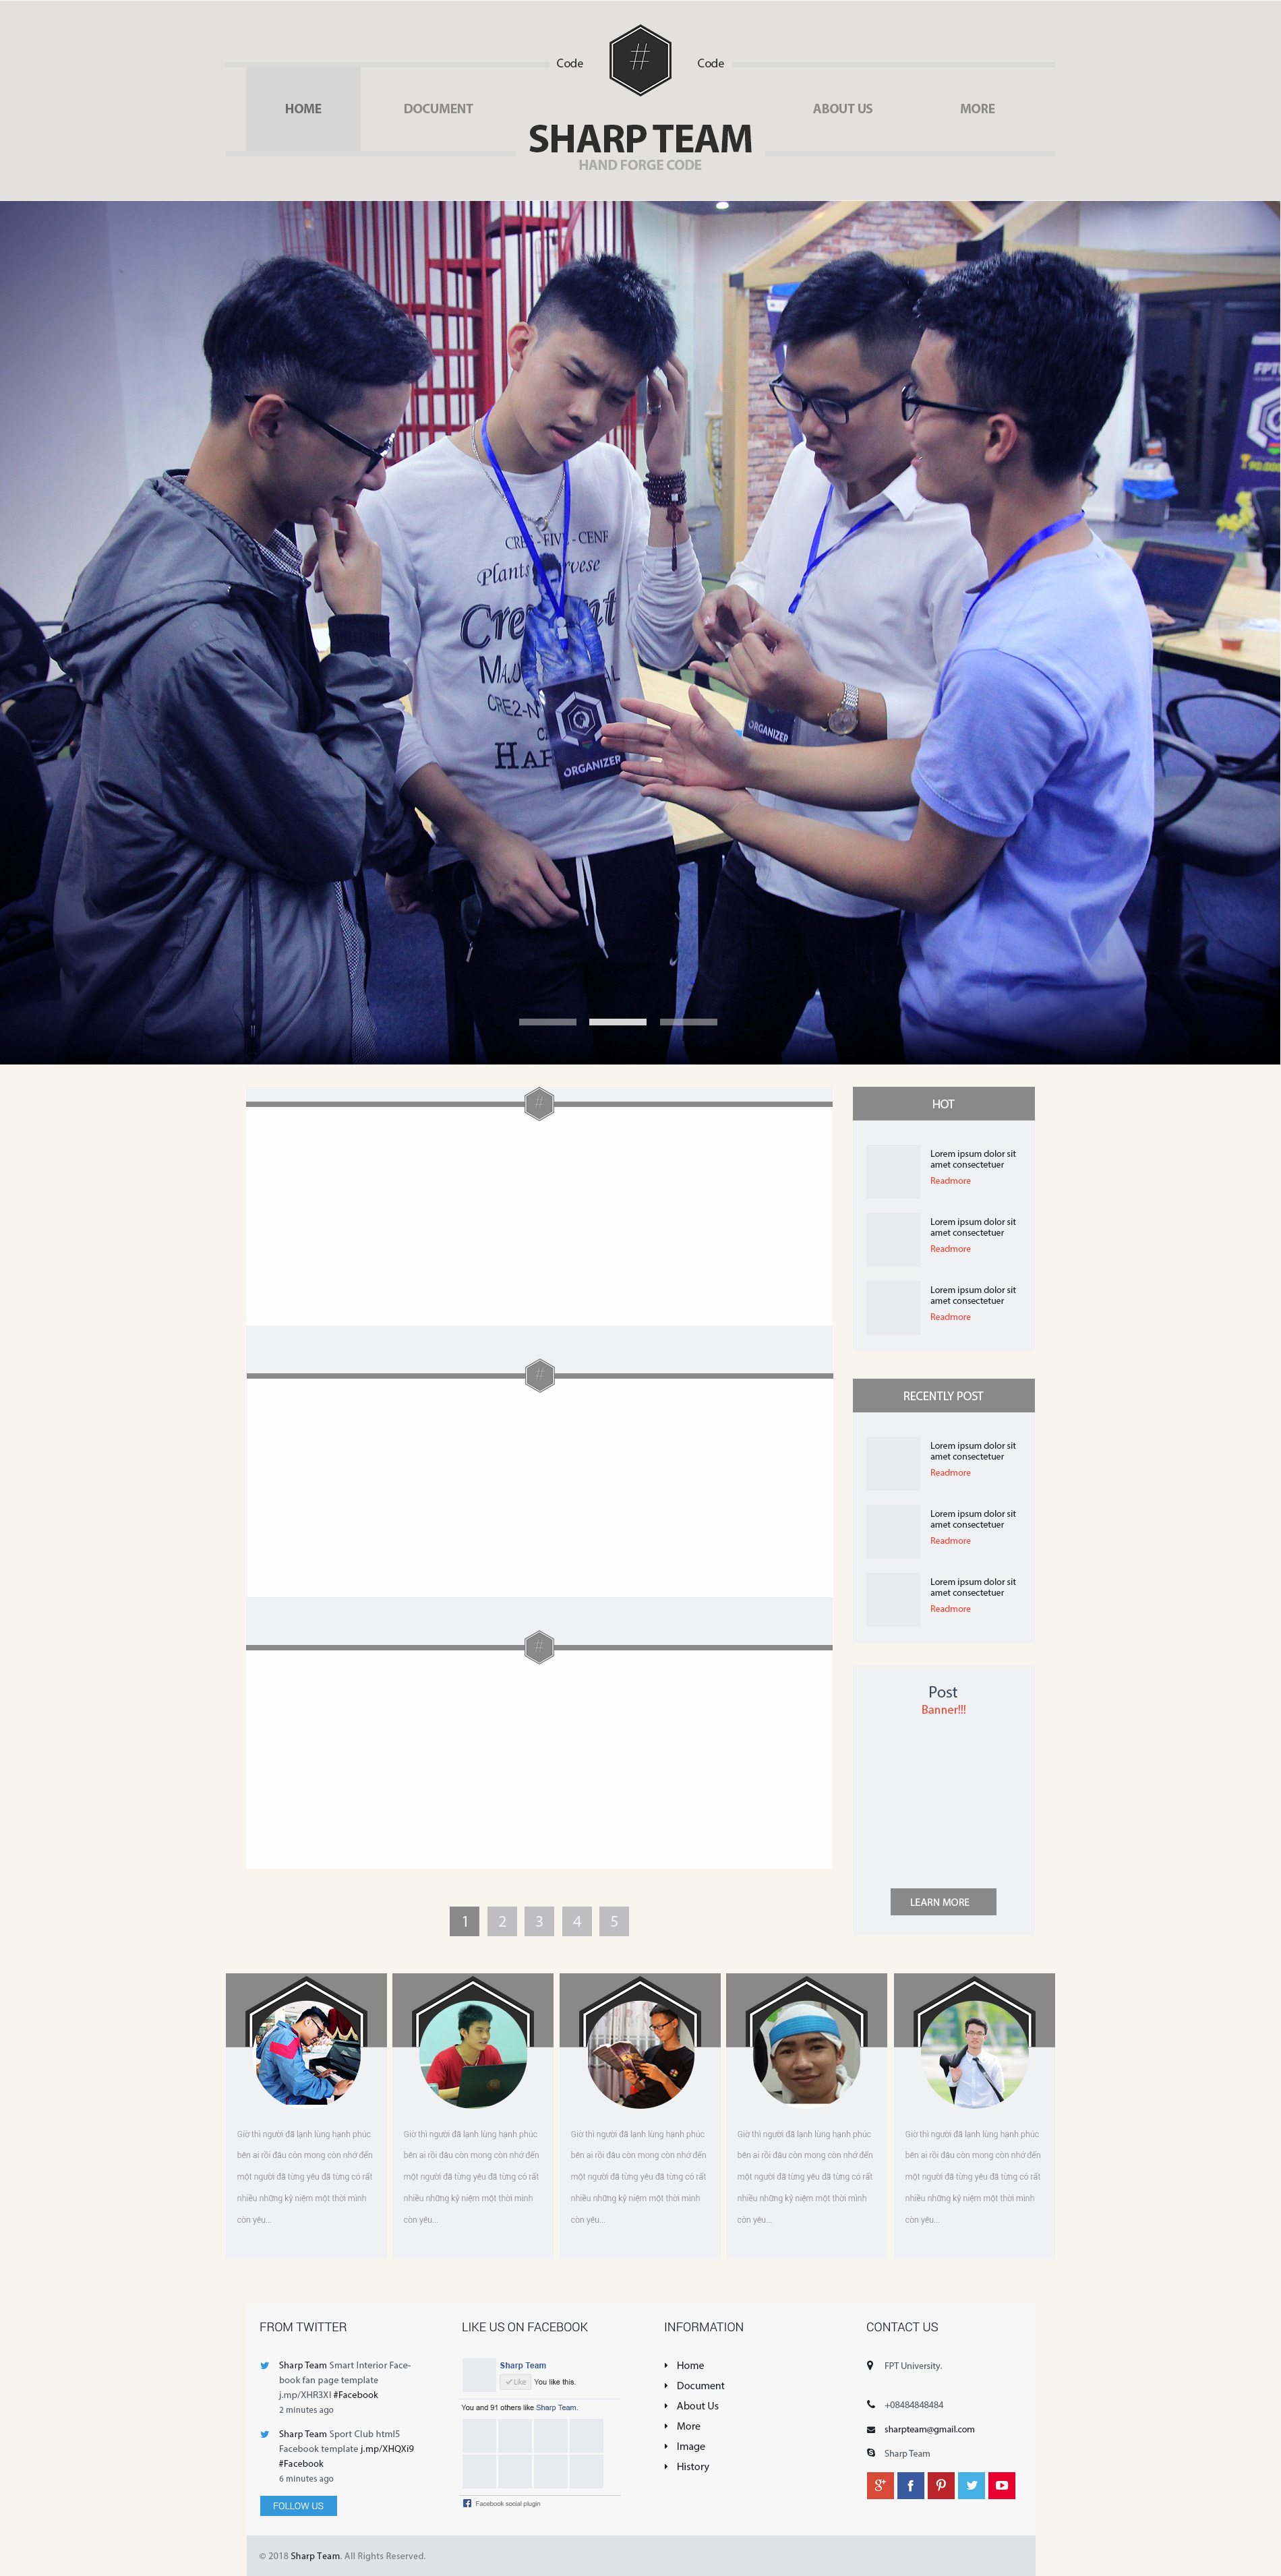 Code
#
Code
HOME
DOCUMENT
ABOUT US
MORE
SHARP TEAM
HAND FORGE CODE
CRE5 - FIVE - CENF
Plants
MA
CRE2-N
ORGANIZER
ORGANIZER
#
#
#
HOT
Lorem ipsum dolor sit
amet consectetuer
Readmore
Lorem ipsum dolor sit
amet consectetuer
Readmore
Lorem ipsum dolor sit
amet consectetuer
Readmore
RECENTLY POST
Lorem ipsum dolor sit
amet consectetuer
Readmore
Lorem ipsum dolor sit
amet consectetuer
Readmore
Lorem ipsum dolor sit
amet consectetuer
Readmore
Post
Banner!!!
LEARN MORE
1 2 3 4 5
Giờ thì người đã lạnh lùng hạnh phúc
bên ai rồi đâu còn mong còn nhớ đến
một người đã từng yêu đã từng có rất
nhiều những kỷ niệm một thời mình
còn yêu...
Giờ thì người đã lạnh lùng hạnh phúc
bên ai rồi đâu còn mong còn nhớ đến
một người đã từng yêu đã từng có rất
nhiều những kỷ niệm một thời mình
còn yêu...
Giờ thì người đã lạnh lùng hạnh phúc
bên ai rồi đâu còn mong còn nhớ đến
một người đã từng yêu đã từng có rất
nhiều những kỷ niệm một thời mình
còn yêu...
Giờ thì người đã lạnh lùng hạnh phúc
bên ai rồi đâu còn mong còn nhớ đến
một người đã từng yêu đã từng có rất
nhiều những kỷ niệm một thời mình
còn yêu...
Giờ thì người đã lạnh lùng hạnh phúc
bên ai rồi đâu còn mong còn nhớ đến
một người đã từng yêu đã từng có rất
nhiều những kỷ niệm một thời mình
còn yêu...
FROM TWITTER
Sharp Team Smart Interior Face-
book fan page template
j.mp/XHR3XI #Facebook
2 minutes ago
Sharp Team Sport Club html5
Facebook template j.mp/XHQXi9
#Facebook
6 minutes ago
FOLLOW US
LIKE US ON FACEBOOK
Sharp Team
Like You like this.
You and 91 others like Sharp Team.
Facebook social plugin
INFORMATION
Home
Document
About Us
More
Image
History
CONTACT US
FPT University.
+08484848484
sharpteam@gmail.com
Sharp Team
© 2018 Sharp Team. All Rights Reserved.